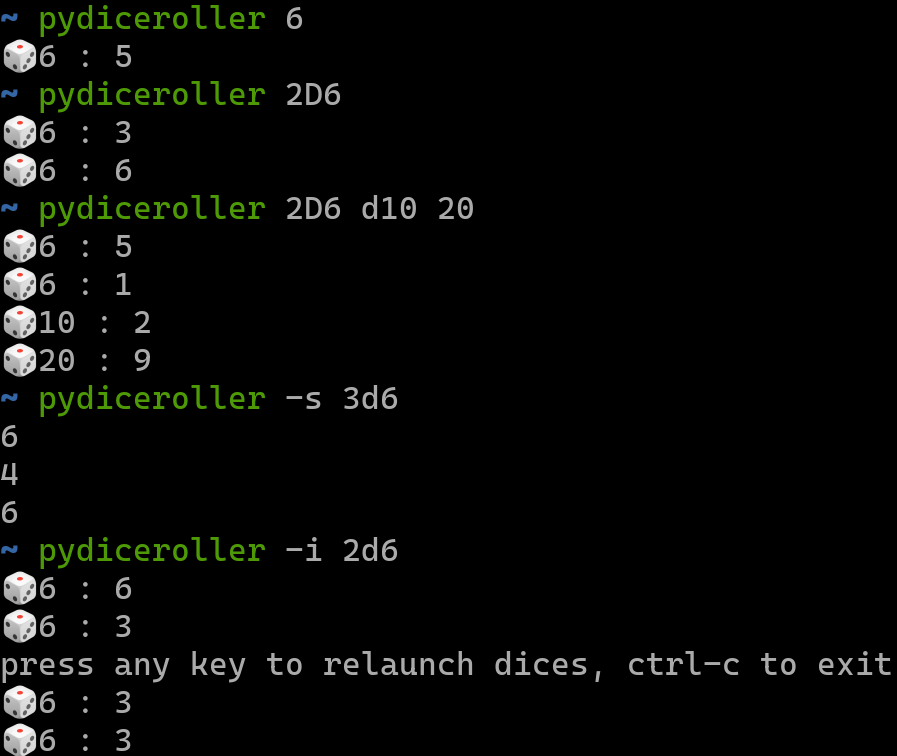 ~ pydiceroller 6
🎲6 : 5
~ pydiceroller 2D6
🎲6 : 3
🎲6 : 6
~ pydiceroller 2D6 d10 20
🎲6 : 5
🎲6 : 1
🎲10 : 2
🎲20 : 9
~ pydiceroller -s 3d6
6
4
6
~ pydiceroller -i 2d6
🎲6 : 6
🎲6 : 3
press any key to relaunch dices, ctrl-c to exit
🎲6 : 3
🎲6 : 3